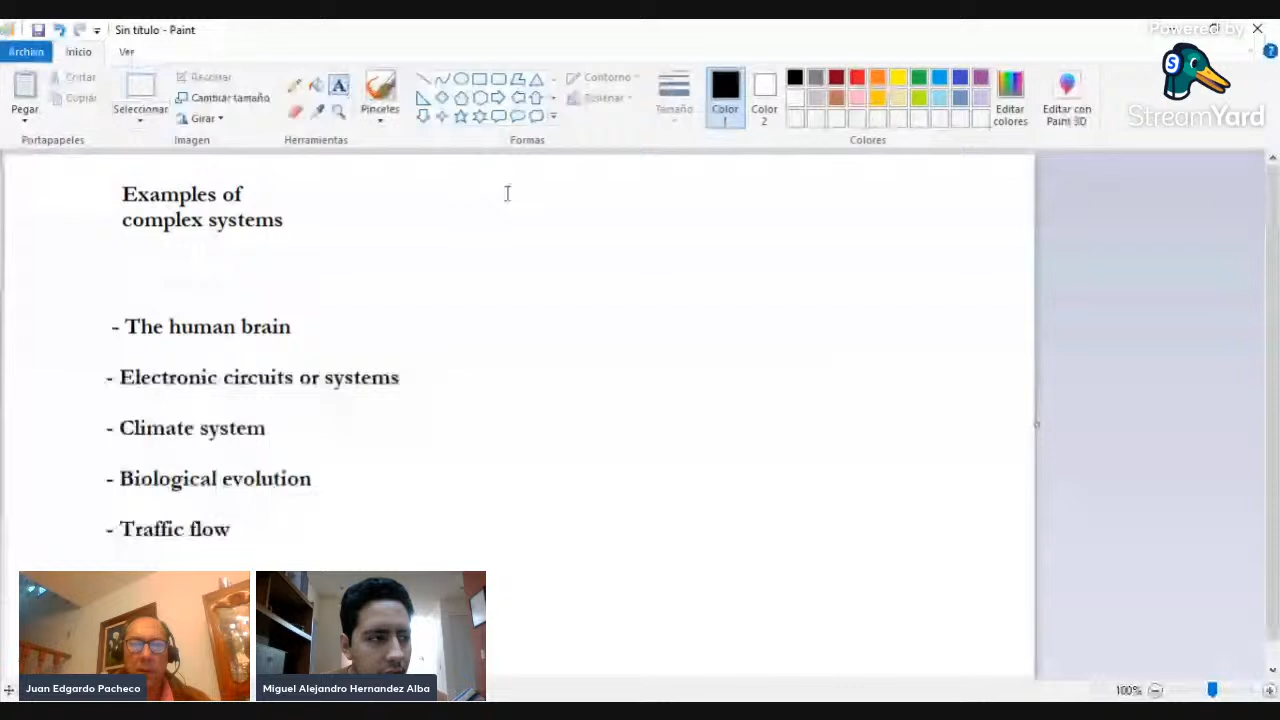 Sin título - Paint
Powered by
StreamYard
Archivo
Inicio
Ver
Pegar
Cortar
Copiar
Portapapeles
Seleccionar
Recortar
Cambiar tamaño
Girar
Imagen
Herramientas
Pinceles
Contorno
Rellenar
Formas
Tamaño
Color 1
Color 2
Editar colores
Editar con Paint 3D
Colores
Examples of
complex systems
- The human brain
- Electronic circuits or systems
- Climate system
- Biological evolution
- Traffic flow
Juan Edgardo Pacheco
Miguel Alejandro Hernandez Alba
100%